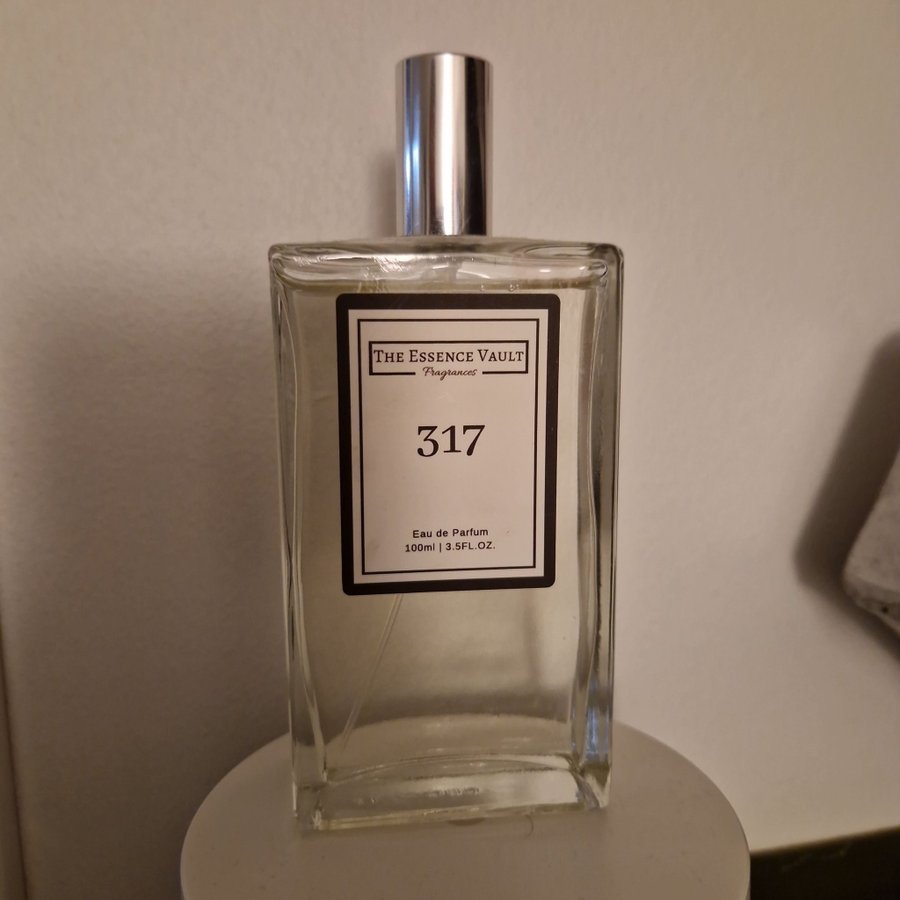 The Essence Vault
Fragrances
317
Eau de Parfum
100ml | 3.5FL.OZ.